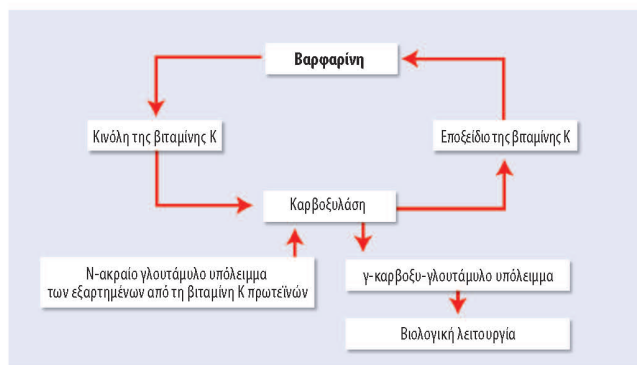 Βαρφαρίνη
Κινόλη της βιταμίνης Κ
Εποξείδιο της βιταμίνης Κ
Καρβοξυλάση
Ν-ακραίο γλουτάμυλο υπόλειμμα
των εξαρτημένων από τη βιταμίνη Κ πρωτεϊνών
γ-καρβοξυ-γλουτάμυλο υπόλειμμα
Βιολογική λειτουργία